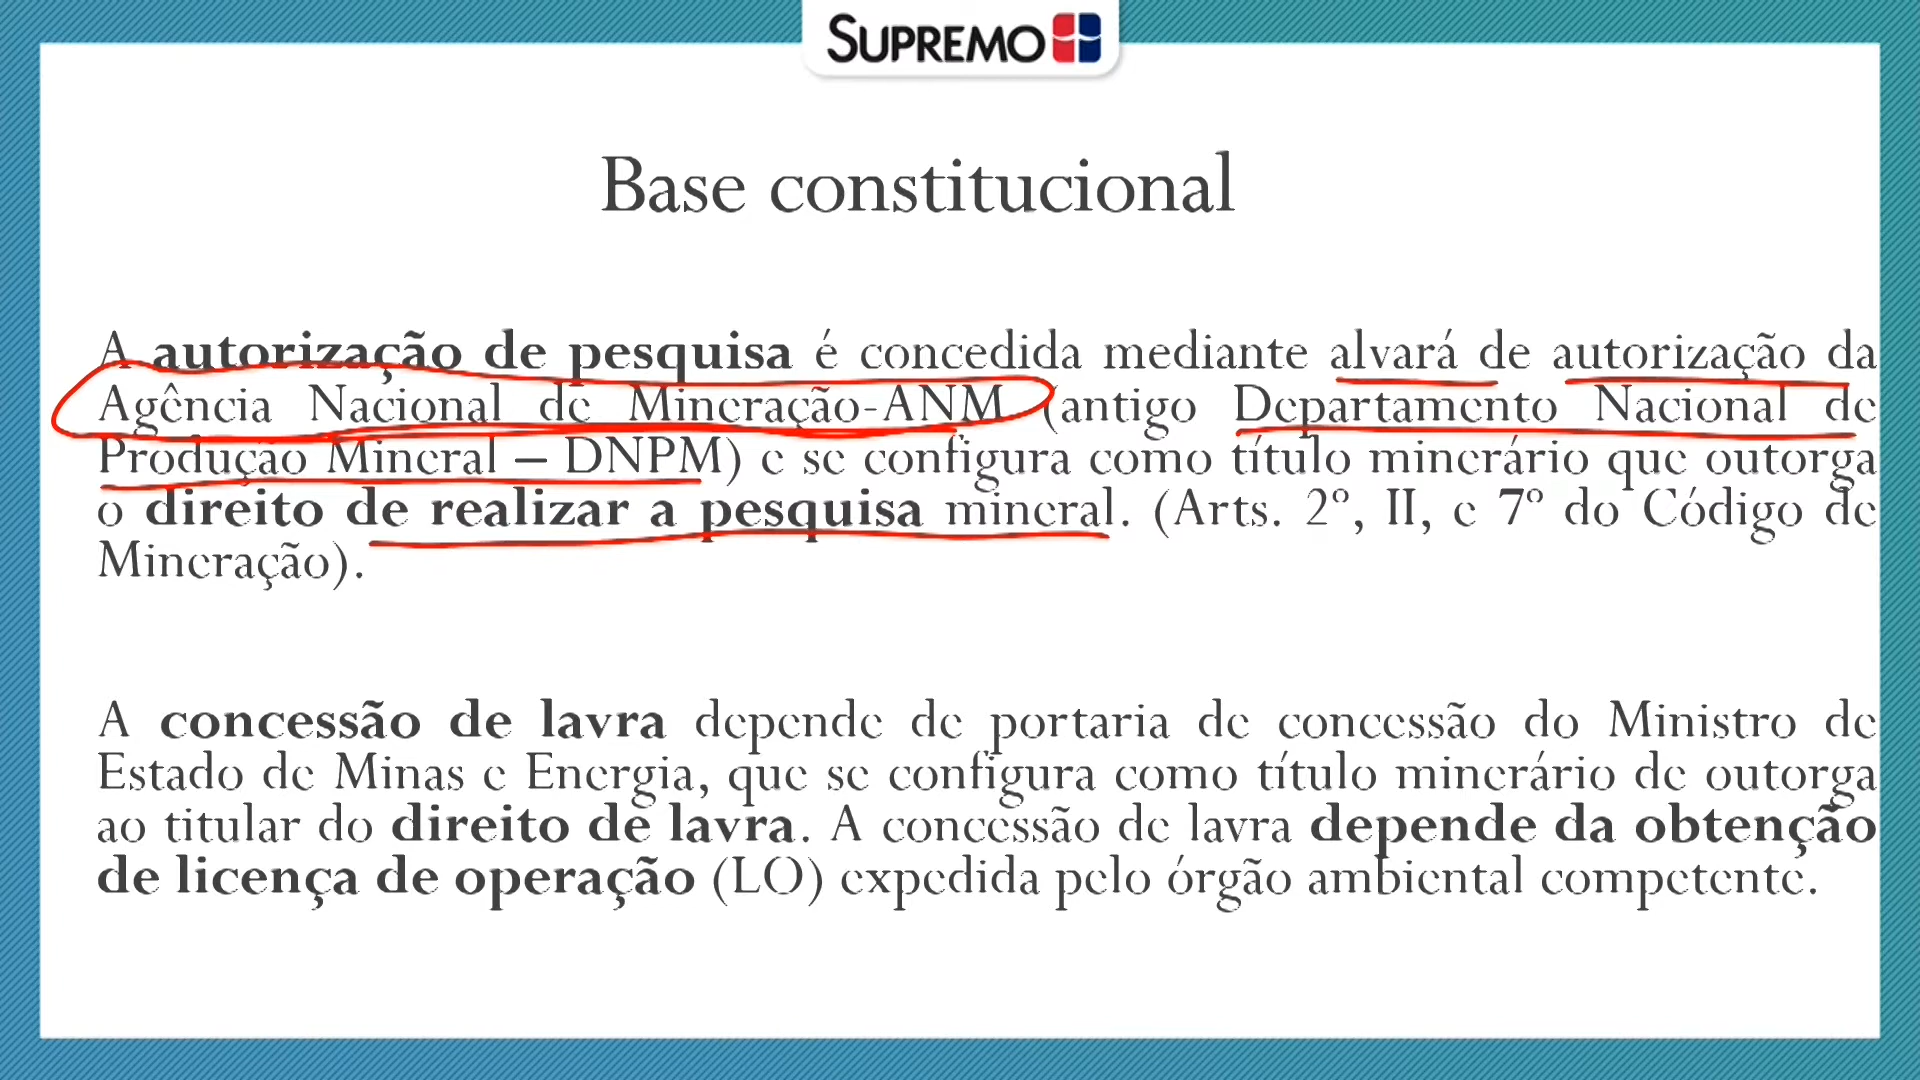 SUPREMO
Base constitucional
A autorização de pesquisa é concedida mediante alvará de autorização da
Agência Nacional de Mineração-ANM (antigo Departamento Nacional de
Produção Mineral – DNPM) e se configura como título minerário que outorga
o direito de realizar a pesquisa mineral. (Arts. 2º, II, e 7º do Código de
Mineração).
A concessão de lavra depende de portaria de concessão do Ministro de
Estado de Minas e Energia, que se configura como título minerário de outorga
ao titular do direito de lavra. A concessão de lavra depende da obtenção
de licença de operação (LO) expedida pelo órgão ambiental competente.